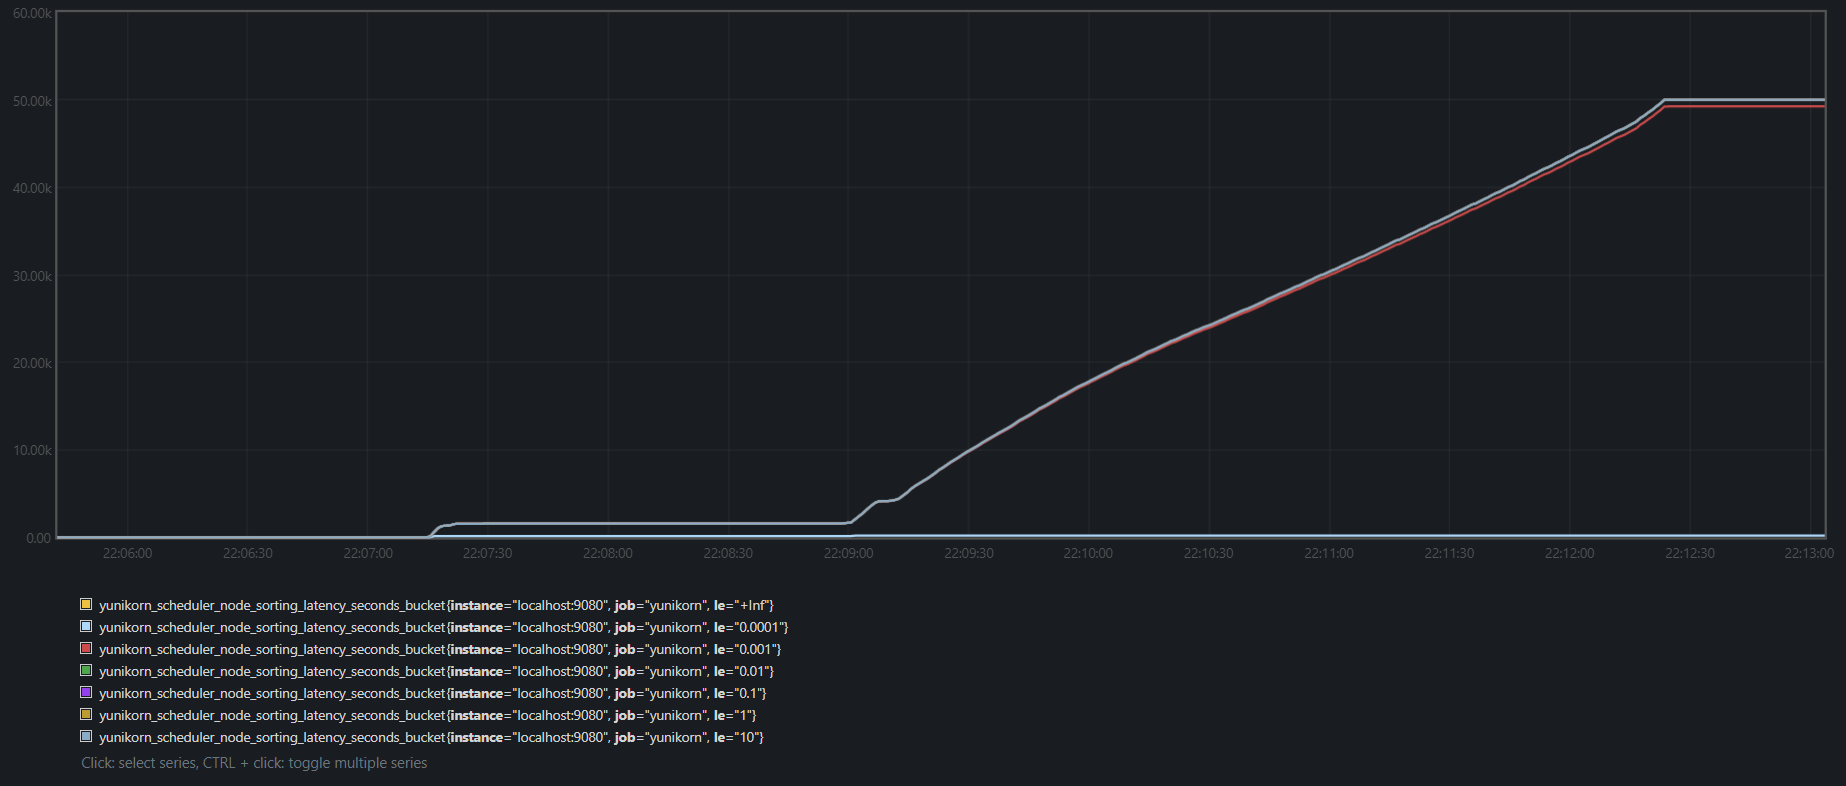 60.00k
50.00k
40.00k
30.00k
20.00k
10.00k
0.00
22:06:00 22:06:30 22:07:00 22:07:30 22:08:00 22:08:30 22:09:00 22:09:30 22:10:00 22:10:30 22:11:00 22:11:30 22:12:00 22:12:30 22:13:00
yunikorn_scheduler_node_sorting_latency_seconds_bucket{instance="localhost:9080", job="yunikorn", le="+Inf"}
yunikorn_scheduler_node_sorting_latency_seconds_bucket{instance="localhost:9080", job="yunikorn", le="0.0001"}
yunikorn_scheduler_node_sorting_latency_seconds_bucket{instance="localhost:9080", job="yunikorn", le="0.001"}
yunikorn_scheduler_node_sorting_latency_seconds_bucket{instance="localhost:9080", job="yunikorn", le="0.01"}
yunikorn_scheduler_node_sorting_latency_seconds_bucket{instance="localhost:9080", job="yunikorn", le="0.1"}
yunikorn_scheduler_node_sorting_latency_seconds_bucket{instance="localhost:9080", job="yunikorn", le="1"}
yunikorn_scheduler_node_sorting_latency_seconds_bucket{instance="localhost:9080", job="yunikorn", le="10"}
Click: select series, CTRL + click: toggle multiple series